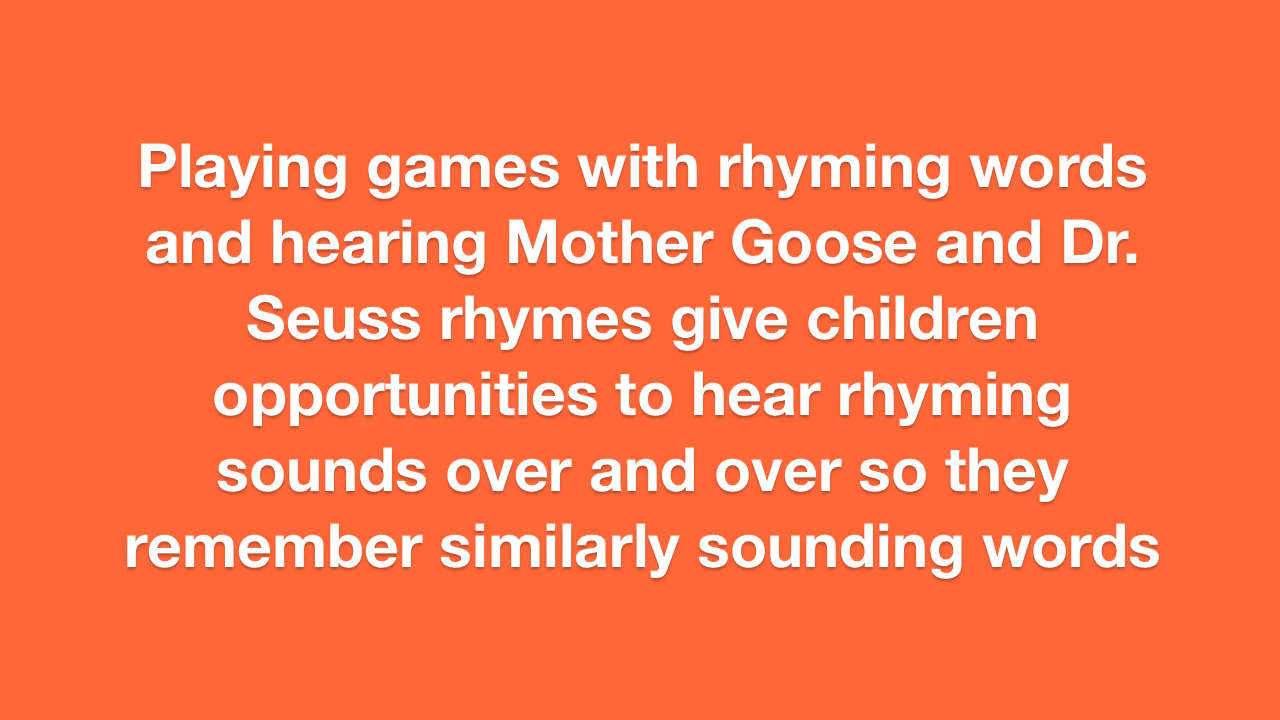 Playing games with rhyming words
and hearing Mother Goose and Dr.
Seuss rhymes give children
opportunities to hear rhyming
sounds over and over so they
remember similarly sounding words